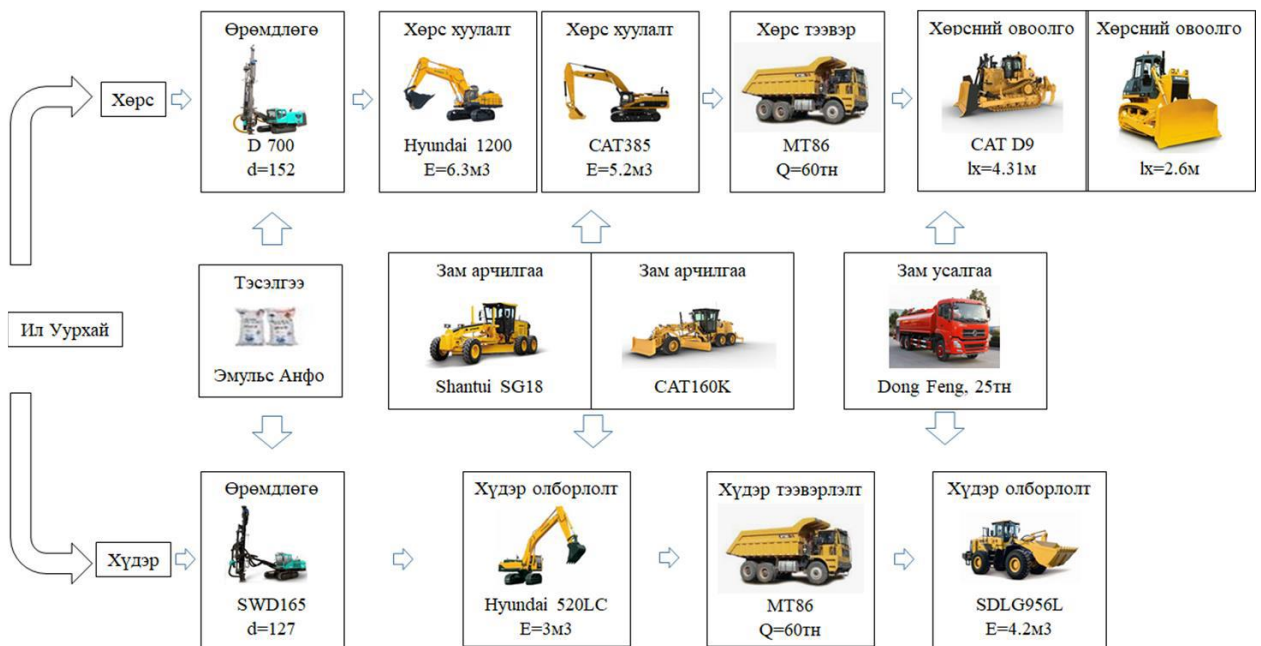 Өрөмдлөгө
D 700
d=152
Хөрс хуулалт
Hyundai 1200
E=6.3м3
Хөрс хуулалт
CAT385
E=5.2м3
Хөрс тээвэр
MT86
Q=60тн
Хөрсний овоолго
CAT D9
lx=4.31м
Хөрсний овоолго
lx=2.6м
Хөрс
Ил Уурхай
Тэсэлгээ
Эмульс Анфо
Зам арчилгаа
Shantui SG18
Зам арчилгаа
CAT160K
Зам усалгаа
Dong Feng, 25тн
Хүдэр
Өрөмдлөгө
SWD165
d=127
Хүдэр олборлолт
Hyundai 520LC
E=3м3
Хүдэр тээвэрлэлт
MT86
Q=60тн
Хүдэр олборлолт
SDLG956L
E=4.2м3